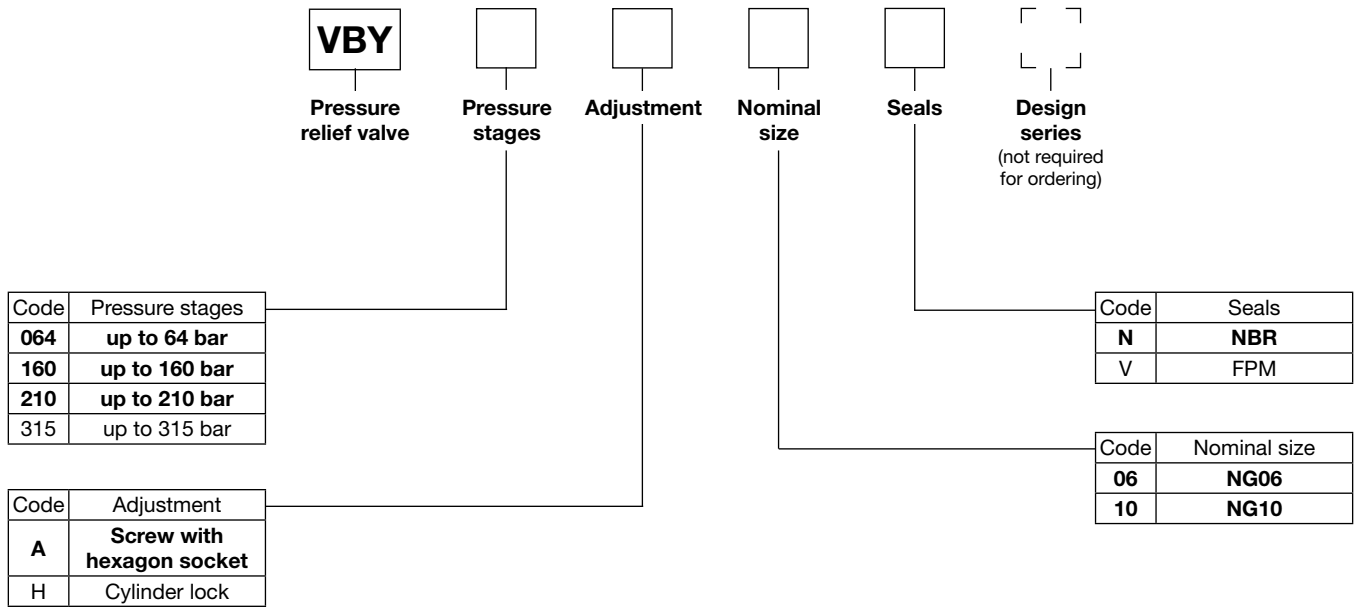 VBY
Pressure
relief valve
Pressure
stages
Adjustment
Nominal
size
Seals
Design
series
(not required
for ordering)
Code Pressure stages
064 up to 64 bar
160 up to 160 bar
210 up to 210 bar
315 up to 315 bar
Code Adjustment
A Screw with
hexagon socket
H Cylinder lock
Code Seals
N NBR
V FPM
Code Nominal size
06 NG06
10 NG10